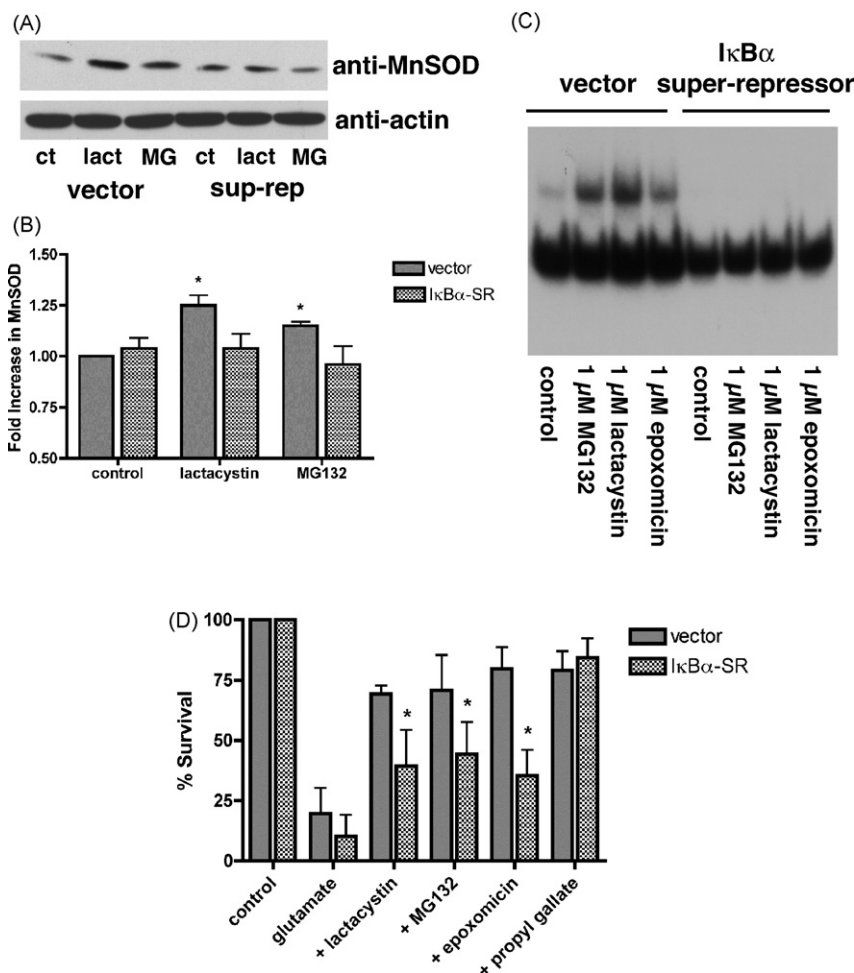 (A)
anti-MnSOD
anti-actin
ct lact MG ct lact MG
vector sup-rep
(B)
Fold Increase in MnSOD
1.50
1.25
1.00
0.75
0.50
* *
control lactacystin MG132
vector
IκBα-SR
(C)
IκBα
vector super-repressor
control
1 μM MG132
1 μM lactacystin
1 μM epoxomicin
control
1 μM MG132
1 μM lactacystin
1 μM epoxomicin
(D)
% Survival
100
75
50
25
0
* * *
control
glutamate
+ lactacystin
+ MG132
+ epoxomicin
+ propyl gallate
vector
IκBα-SR